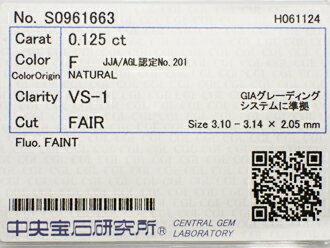 No. S0961663 H061124
Carat 0.125 ct
Color F JJA/AGL認定No.201
ColorOrigin NATURAL
Clarity VS-1 GIAグレーディング
システムに準拠
Cut FAIR Size 3.10 - 3.14 × 2.05 mm
Fluo. FAINT
中央宝石研究所® CENTRAL GEM
LABORATORY